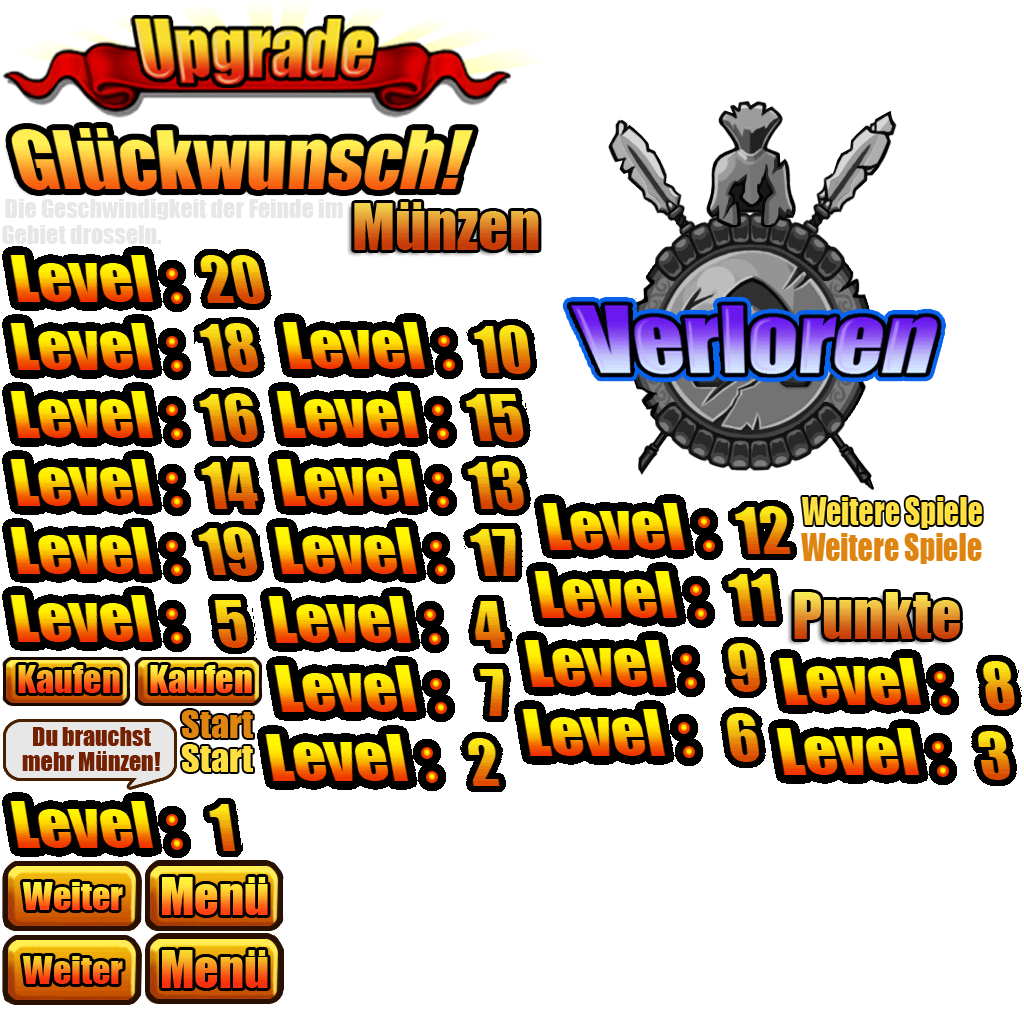 Upgrade
Glückwunsch!
Die Geschwindigkeit der Feinde im
Gebiet drosseln.
Münzen
Level: 20
Level: 18
Level: 10
Verloren
Level: 16
Level: 15
Level: 14
Level: 13
Level: 12
Weitere Spiele
Weitere Spiele
Level: 19
Level: 17
Level: 11
Punkte
Level: 5
Level: 4
Level: 9
Level: 8
Kaufen
Kaufen
Level: 7
Level: 6
Level: 3
Du brauchst
mehr Münzen!
Start
Start
Level: 2
Level: 1
Weiter
Menü
Weiter
Menü